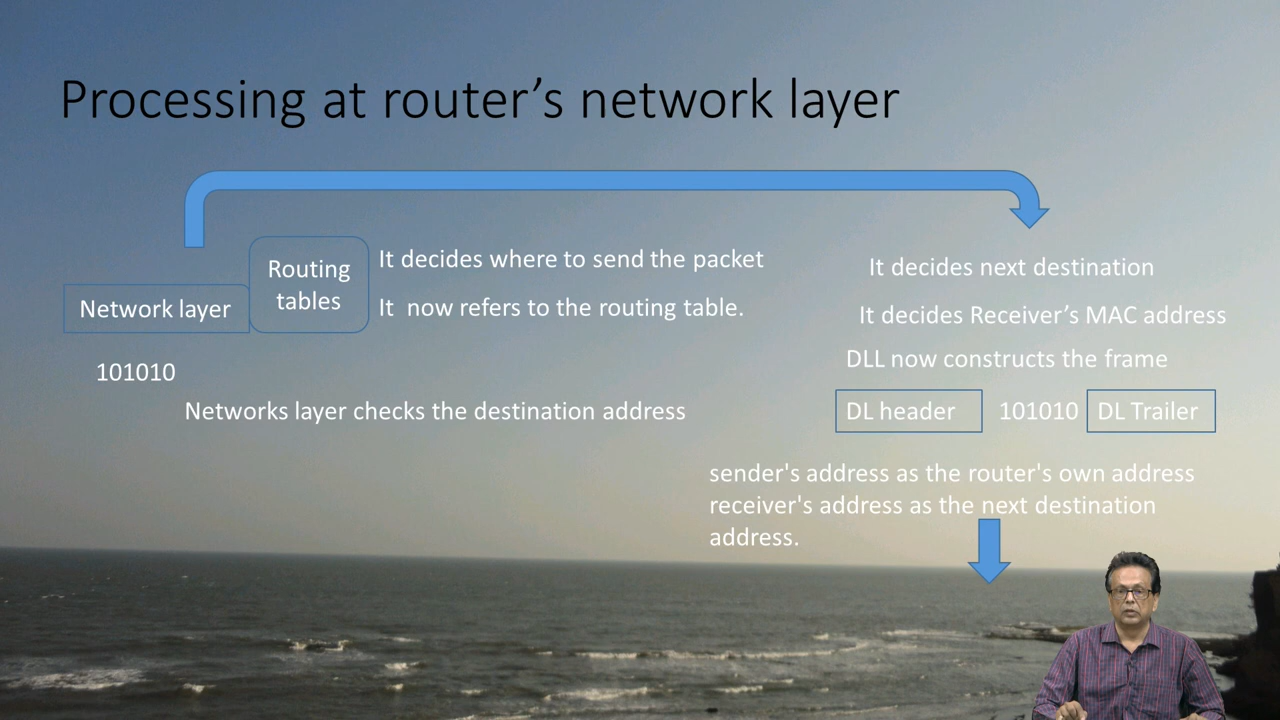 Processing at router's network layer
Routing
tables
It decides where to send the packet
It now refers to the routing table.
Network layer
101010
Networks layer checks the destination address
It decides next destination
It decides Receiver's MAC address
DLL now constructs the frame
DL header 101010 DL Trailer
sender's address as the router's own address
receiver's address as the next destination
address.